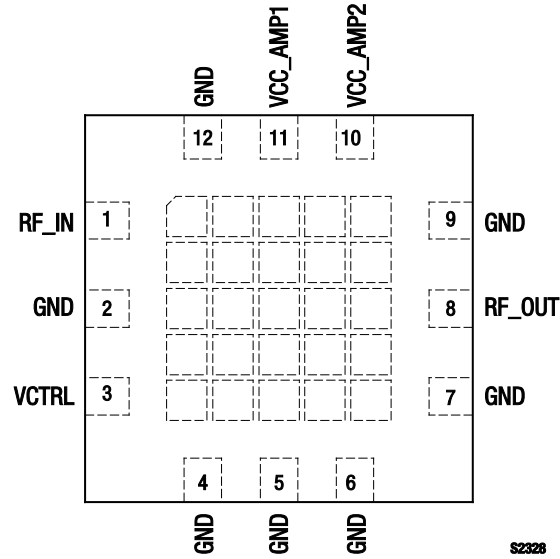 GND
VCC_AMP1
VCC_AMP2
12
11
10
RF_IN
1
9
GND
GND
2
8
RF_OUT
VCTRL
3
7
GND
4
5
6
GND
GND
GND
S2328